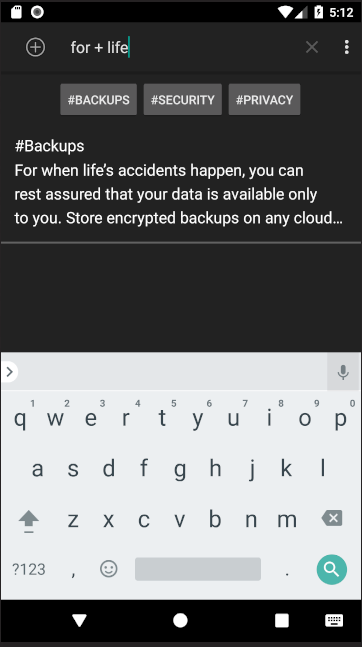 5:12
for + life
#BACKUPS #SECURITY #PRIVACY
#Backups
For when life’s accidents happen, you can
rest assured that your data is available only
to you. Store encrypted backups on any cloud…
1 2 3 4 5 6 7 8 9 0
q w e r t y u i o p
a s d f g h j k l
z x c v b n m
?123 , .